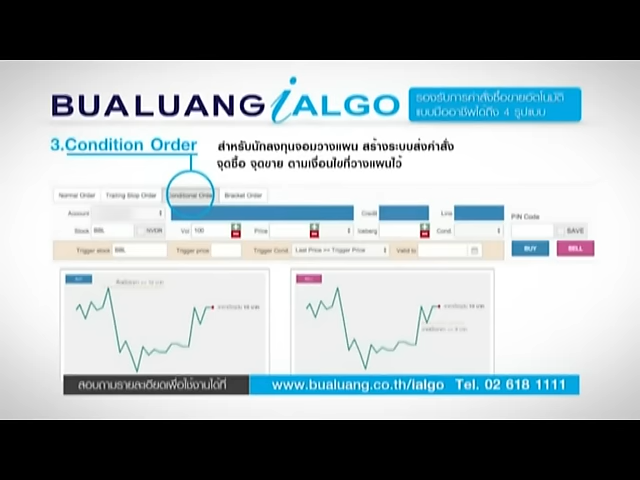 BUALUANG iALGO
รองรับการคำสั่งซื้อขายอัตโนมัติ
แบบมืออาชีพได้ถึง 4 รูปแบบ
3.Condition Order
สำหรับนักลงทุนจอมวางแผน สร้างระบบส่งคำสั่ง
จุดซื้อ จุดขาย ตามเงื่อนไขที่วางแผนไว้
Normal Order Trailing Stop Order Conditional Order Bracket Order
Account Credit Line PIN Code
Stock BBL NVDR Vol 100 Price Iceberg Cond. SAVE
Trigger stock BBL Trigger price Trigger Cond. Last Price >= Trigger Price Valid to BUY SELL
สอบถามรายละเอียดเพื่อใช้งานได้ที่ www.bualuang.co.th/ialgo Tel. 02 618 1111